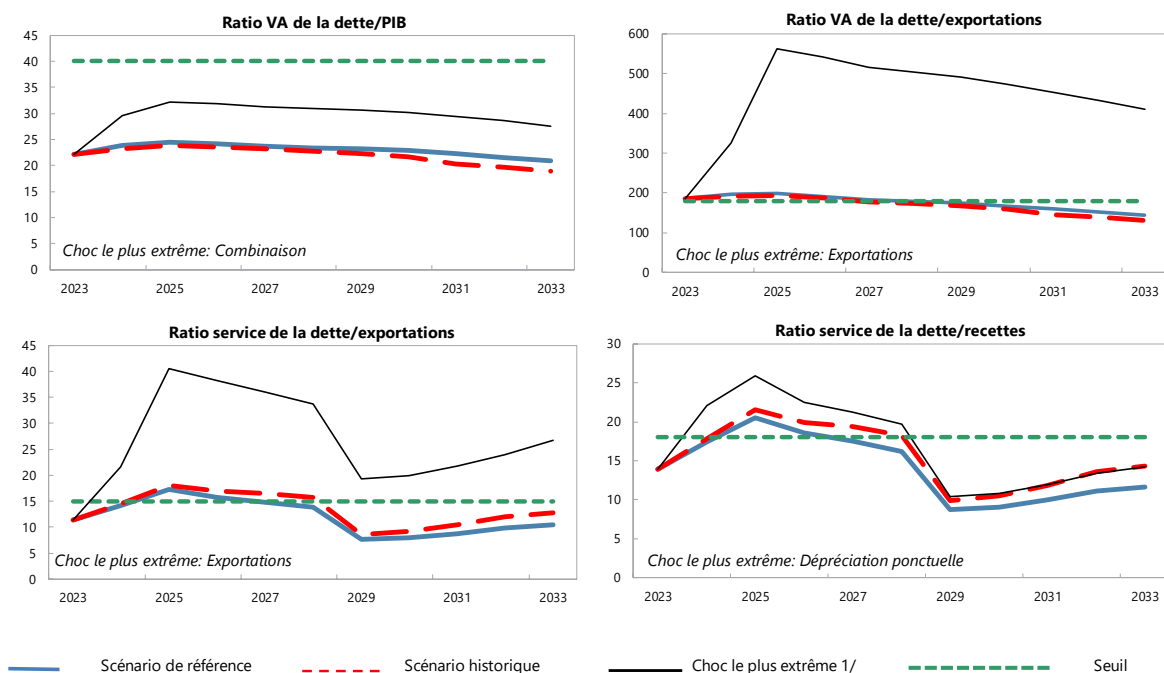 Ratio VA de la dette/PIB
45
40
35
30
25
20
15
10
5
0
Choc le plus extrême: Combinaison
2023 2025 2027 2029 2031 2033
Ratio VA de la dette/exportations
600
500
400
300
200
100
0
Choc le plus extrême: Exportations
2023 2025 2027 2029 2031 2033
Ratio service de la dette/exportations
45
40
35
30
25
20
15
10
5
0
Choc le plus extrême: Exportations
2023 2025 2027 2029 2031 2033
Ratio service de la dette/recettes
30
25
20
15
10
5
0
Choc le plus extrême: Dépréciation ponctuelle
2023 2025 2027 2029 2031 2033
Scénario de référence Scénario historique Choc le plus extrême 1/ Seuil